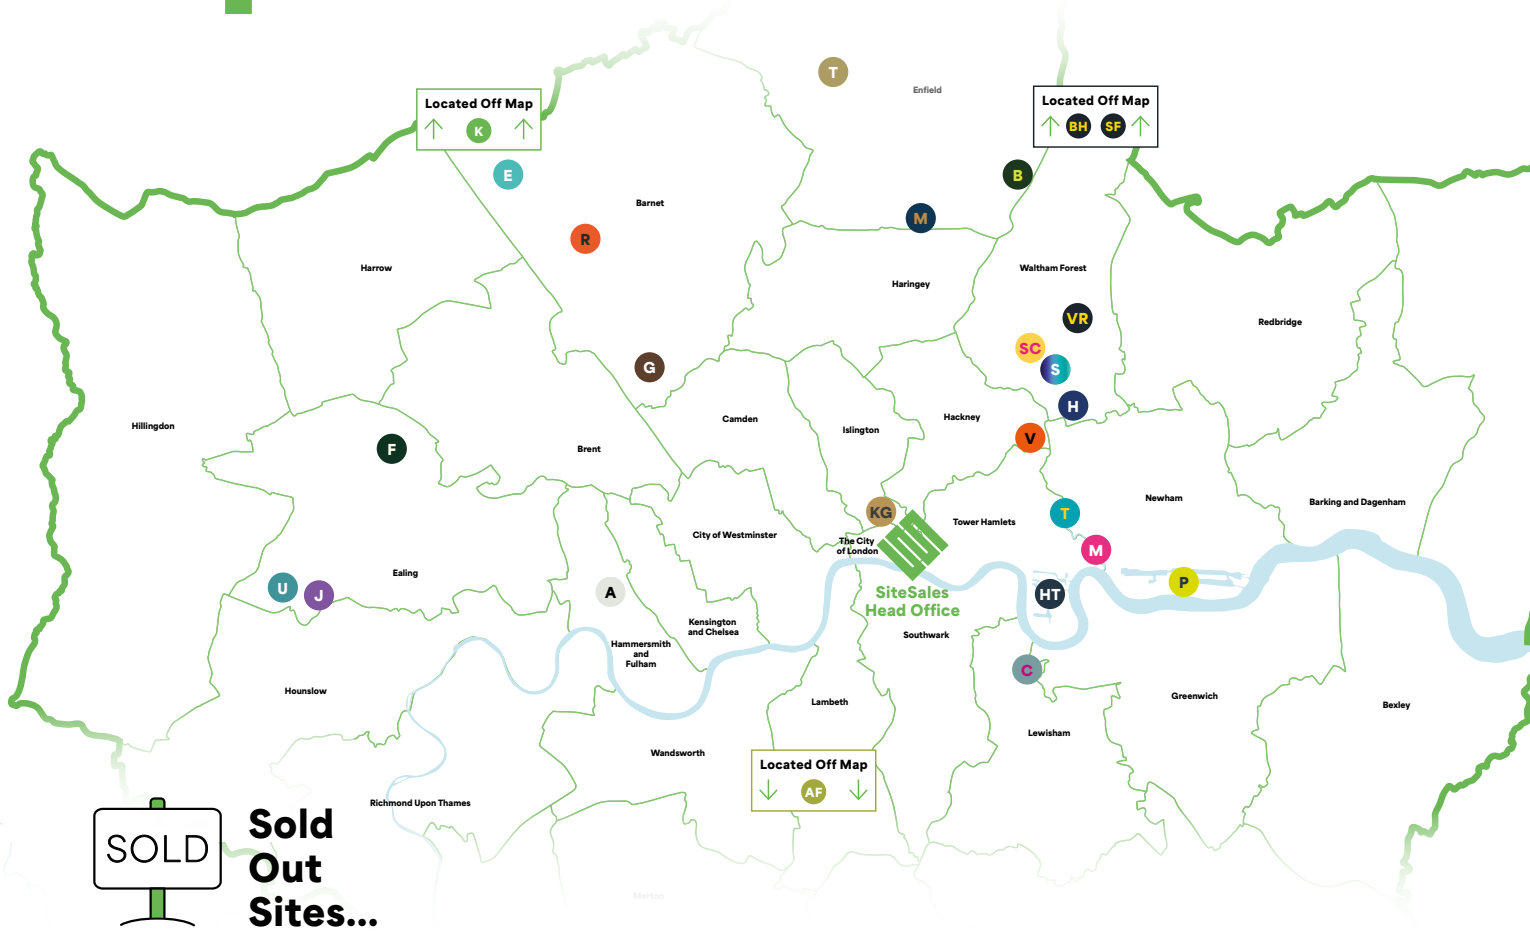 T
Enfield
Located Off Map
K
Located Off Map
BH SF
E
B
Barnet
M
R
Harrow
Waltham Forest
Haringey
VR
Redbridge
SC
S
G
H
Hillingdon
Camden
Islington
Hackney
V
F
Brent
Newham
Barking and Dagenham
KG
T
Tower Hamlets
City of Westminster
The City
of London
M
Ealing
U
J
A
SiteSales
Head Office
HT
P
Kensington
and Chelsea
Southwark
Hammersmith
and
Fulham
C
Hounslow
Lambeth
Greenwich
Bexley
Lewisham
Wandsworth
Located Off Map
AF
Richmond Upon Thames
SOLD
Sold
Out
Sites...
Merton